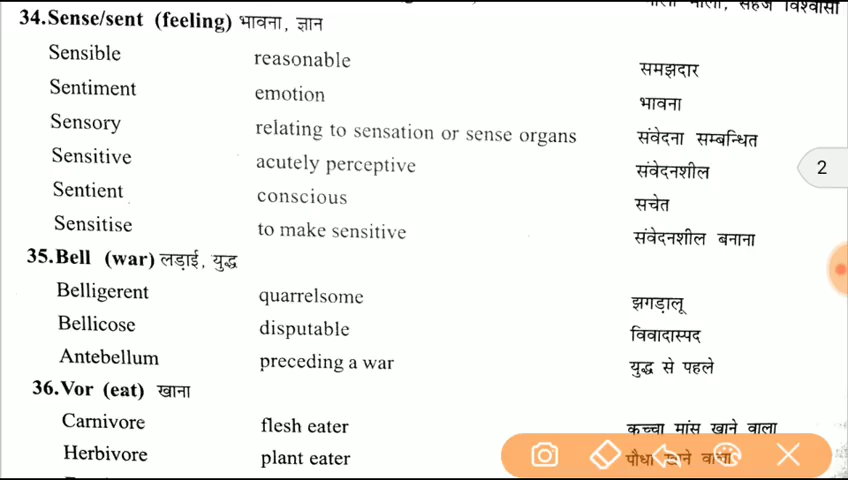 34.Sense/sent (feeling) भावना, ज्ञान
Sensible reasonable समझदार
Sentiment emotion भावना
Sensory relating to sensation or sense organs संवेदना सम्बन्धित
Sensitive acutely perceptive संवेदनशील
Sentient conscious सचेत
Sensitise to make sensitive संवेदनशील बनाना
2
35.Bell (war) लड़ाई, युद्ध
Belligerent quarrelsome झगड़ालू
Bellicose disputable विवादास्पद
Antebellum preceding a war युद्ध से पहले
36.Vor (eat) खाना
Carnivore flesh eater कच्चा मांस खाने वाला
Herbivore plant eater पौधा खाने वाला